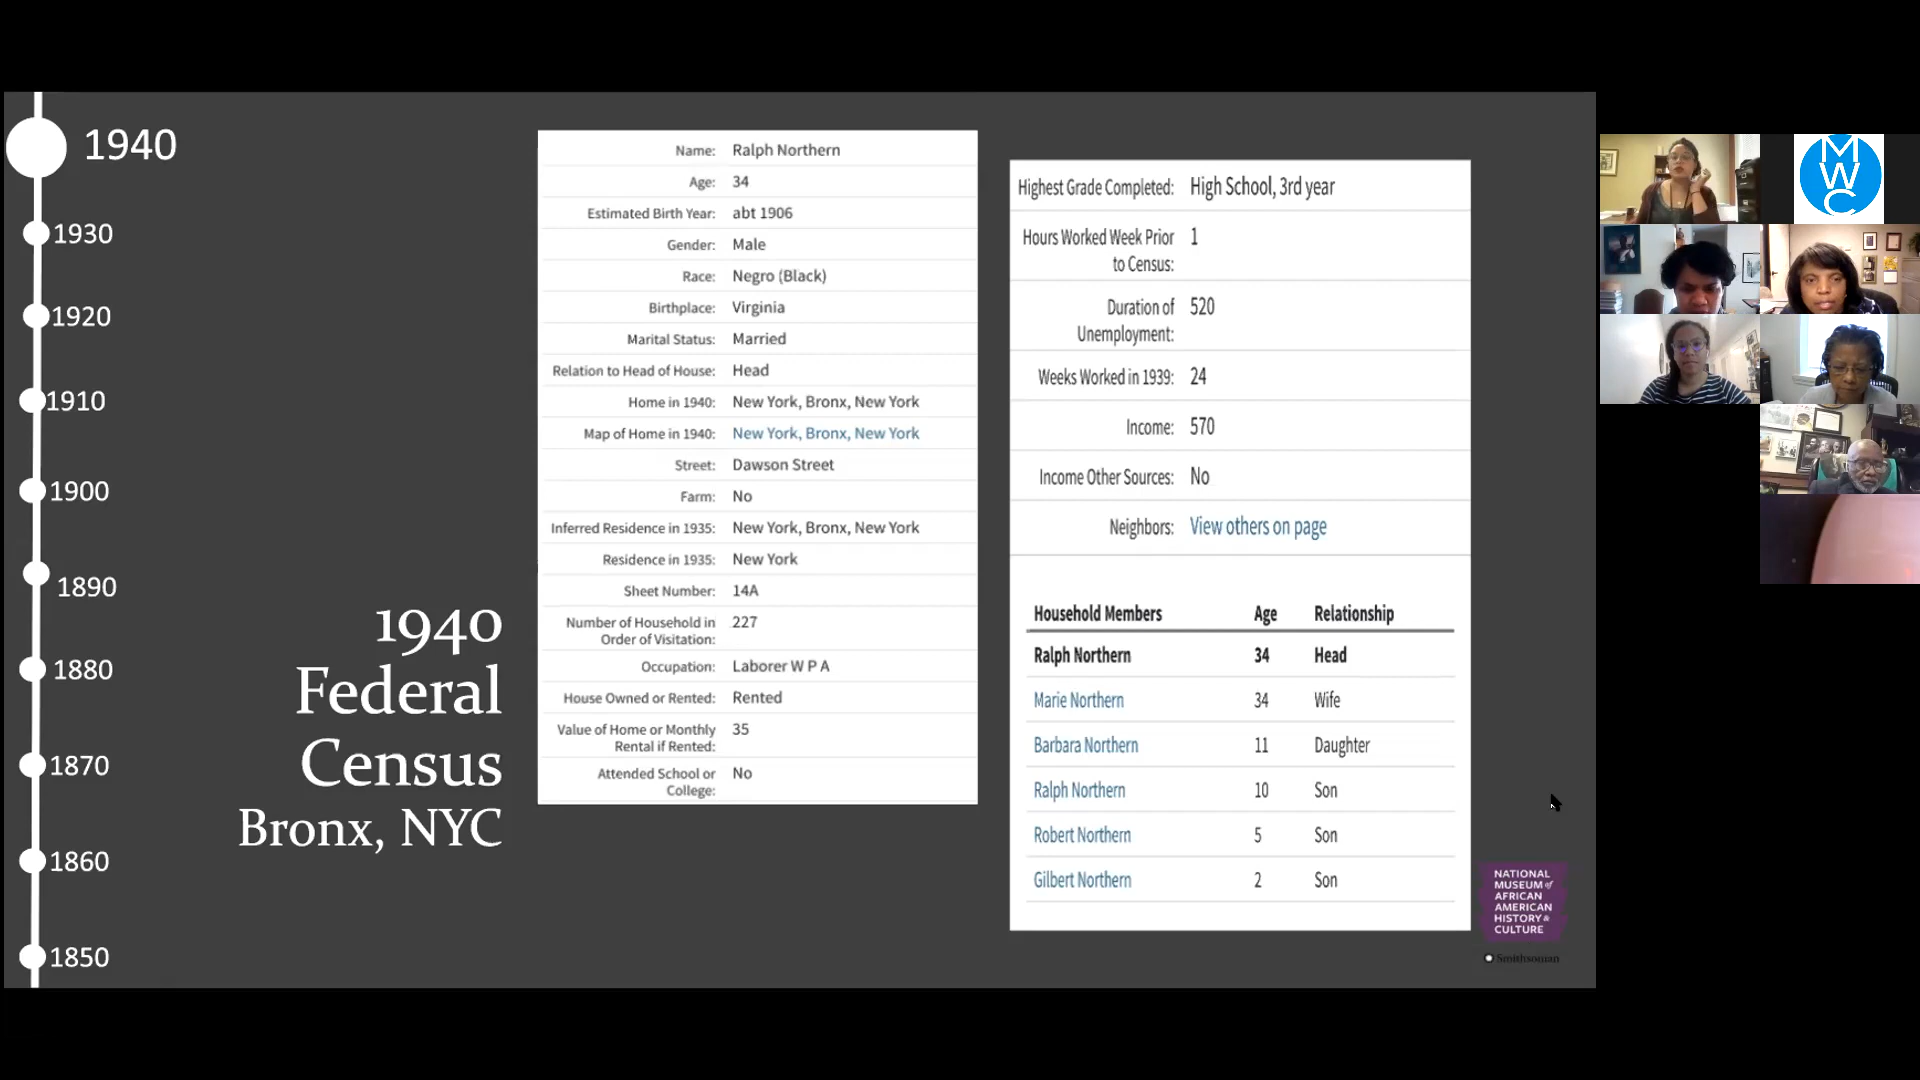 1940
1930
1920
1910
1900
1890
1880
1870
1860
1850
1940
Federal
Census
Bronx, NYC
Name: Ralph Northern
Age: 34
Estimated Birth Year: abt 1906
Gender: Male
Race: Negro (Black)
Birthplace: Virginia
Marital Status: Married
Relation to Head of House: Head
Home in 1940: New York, Bronx, New York
Map of Home in 1940: New York, Bronx, New York
Street: Dawson Street
Farm: No
Inferred Residence in 1935: New York, Bronx, New York
Residence in 1935: New York
Sheet Number: 14A
Number of Household in 227
Order of Visitation:
Occupation: Laborer W P A
House Owned or Rented: Rented
Value of Home or Monthly 35
Rental if Rented:
Attended School or No
College:
Highest Grade Completed: High School, 3rd year
Hours Worked Week Prior 1
to Census:
Duration of 520
Unemployment:
Weeks Worked in 1939: 24
Income: 570
Income Other Sources: No
Neighbors: View others on page
Household Members Age Relationship
Ralph Northern 34 Head
Marie Northern 34 Wife
Barbara Northern 11 Daughter
Ralph Northern 10 Son
Robert Northern 5 Son
Gilbert Northern 2 Son
NATIONAL
MUSEUM of
AFRICAN
AMERICAN
HISTORY &
CULTURE
Smithsonian
M
W
C